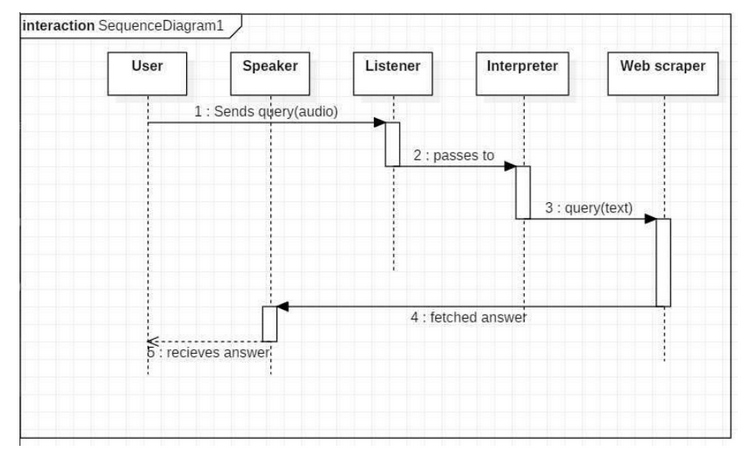 interaction SequenceDiagram1
User
Speaker
Listener
Interpreter
Web scraper
1 : Sends query(audio)
2 : passes to
3 : query(text)
4 : fetched answer
5 : recieves answer